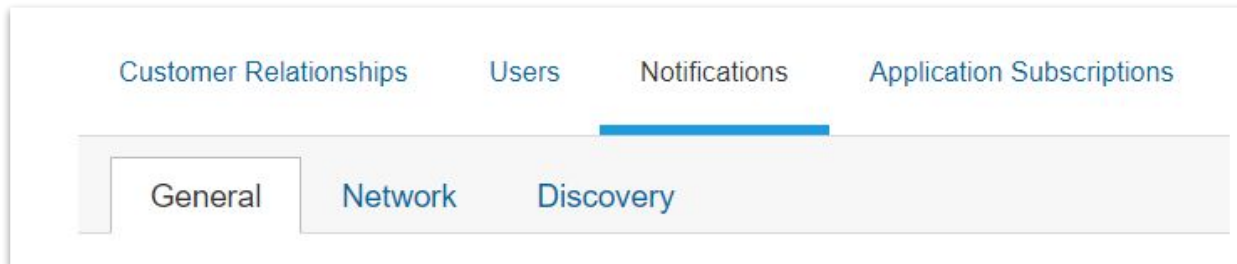 Customer Relationships Users Notifications Application Subscriptions
General Network Discovery